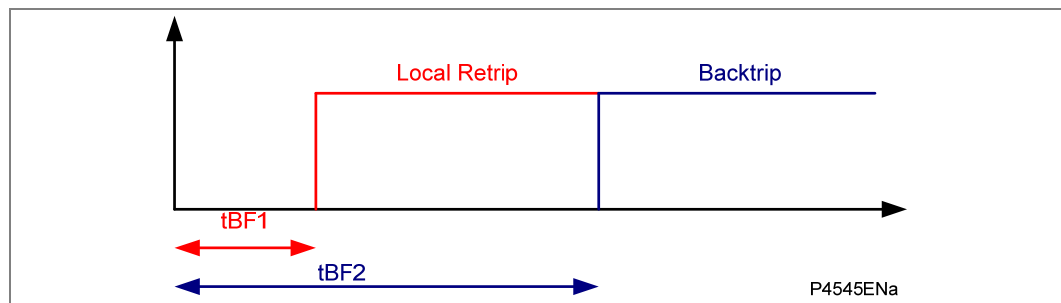 Local Retrip
Backtrip
tBF1
tBF2
P4545ENa